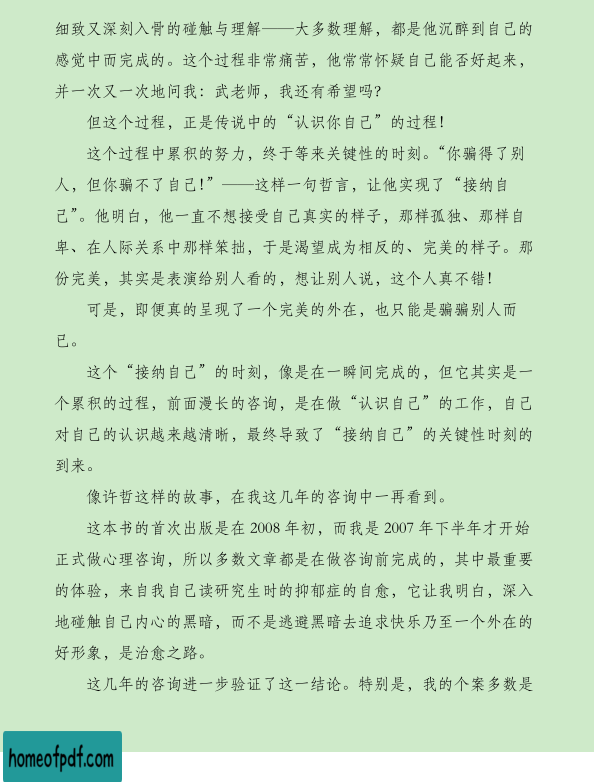 细致又深刻入骨的碰触与理解——大多数理解，都是他沉醉到自己的
感觉中而完成的。这个过程非常痛苦，他常常怀疑自己能否好起来，
并一次又一次地问我：武老师，我还有希望吗？
但这个过程，正是传说中的“认识你自己”的过程！
这个过程中累积的努力，终于等来关键性的时刻。“你骗得了别
人，但你骗不了自己！”——这样一句哲言，让他实现了“接纳自
己”。他明白，他一直不想接受自己真实的样子，那样孤独、那样自
卑、在人际关系中那样笨拙，于是渴望成为相反的、完美的样子。那
份完美，其实是表演给别人看的，想让别人说，这个人真不错！
可是，即便真的呈现了一个完美的外在，也只能是骗骗别人而
已。
这个“接纳自己”的时刻，像是在一瞬间完成的，但它其实是一
个累积的过程，前面漫长的咨询，是在做“认识自己”的工作，自己
对自己的认识越来越清晰，最终导致了“接纳自己”的关键性时刻的
到来。
像许哲这样的故事，在我这几年的咨询中一再看到。
这本书的首次出版是在 2008 年初，而我是 2007 年下半年才开始
正式做心理咨询，所以多数文章都是在做咨询前完成的，其中最重要
的体验，来自我自己读研究生时的抑郁症的自愈，它让我明白，深入
地碰触自己内心的黑暗，而不是逃避黑暗去追求快乐乃至一个外在的
好形象，是治愈之路。
这几年的咨询进一步验证了这一结论。特别是，我的个案多数是
homeofpdf.com